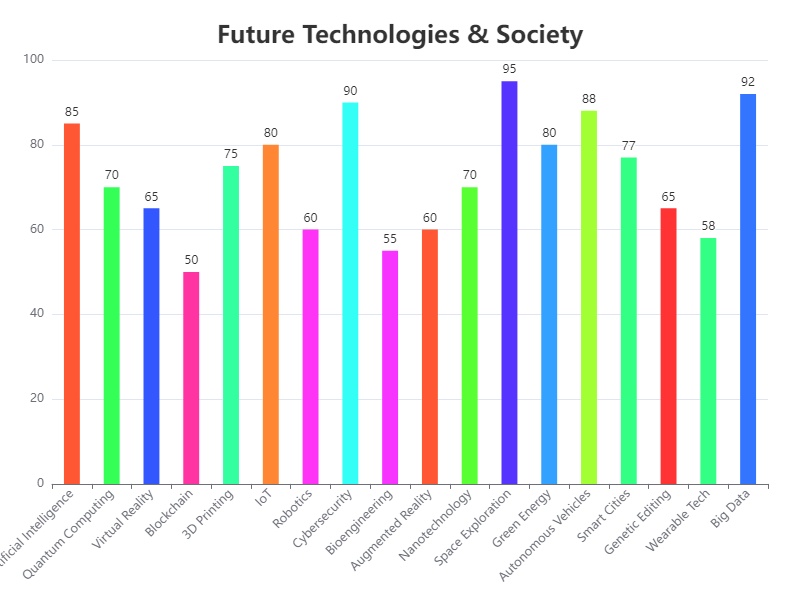 Future Technologies & Society
100
80
60
40
20
0
85
70
65
50
75
80
60
90
55
60
70
95
80
88
77
65
58
92
ificial Intelligence
Quantum Computing
Virtual Reality
Blockchain
3D Printing
IoT
Robotics
Cybersecurity
Bioengineering
Augmented Reality
Nanotechnology
Space Exploration
Green Energy
Autonomous Vehicles
Smart Cities
Genetic Editing
Wearable Tech
Big Data